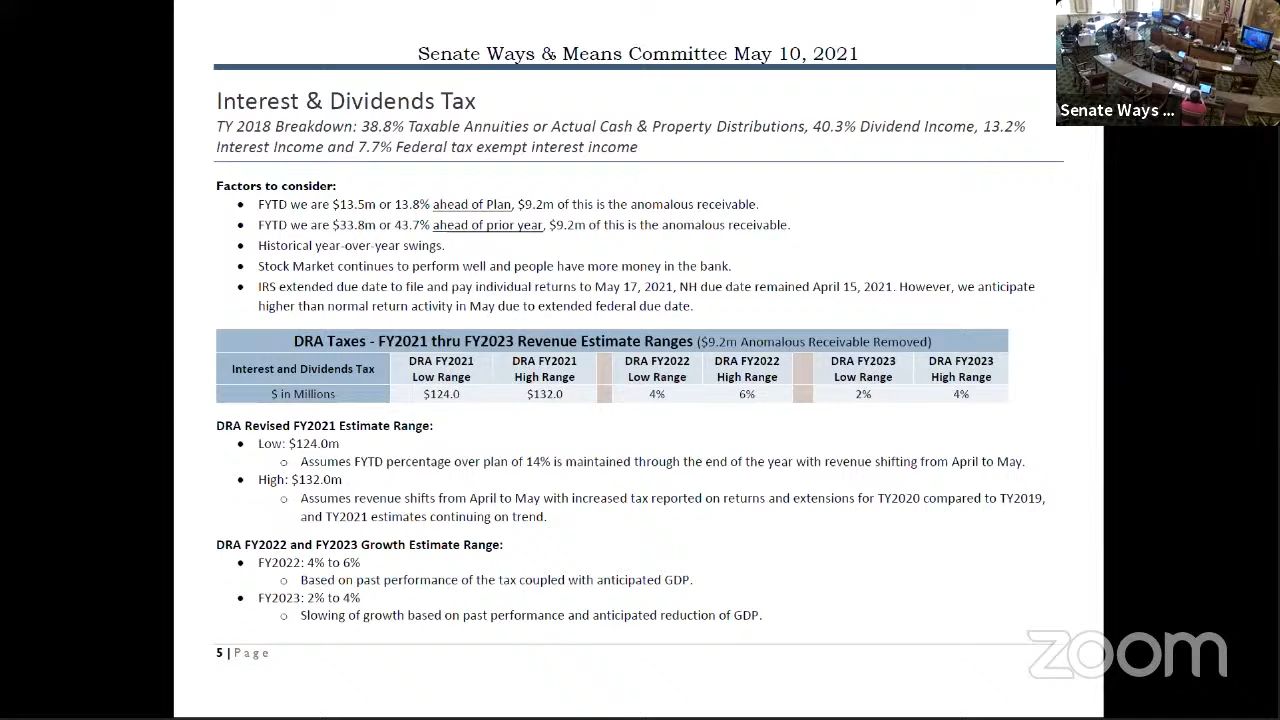 Senate Ways & Means Committee May 10, 2021
Senate Ways ...
Interest & Dividends Tax
TY 2018 Breakdown: 38.8% Taxable Annuities or Actual Cash & Property Distributions, 40.3% Dividend Income, 13.2%
Interest Income and 7.7% Federal tax exempt interest income
Factors to consider:
• FYTD we are $13.5m or 13.8% ahead of Plan, $9.2m of this is the anomalous receivable.
• FYTD we are $33.8m or 43.7% ahead of prior year, $9.2m of this is the anomalous receivable.
• Historical year-over-year swings.
• Stock Market continues to perform well and people have more money in the bank.
• IRS extended due date to file and pay individual returns to May 17, 2021, NH due date remained April 15, 2021. However, we anticipate
higher than normal return activity in May due to extended federal due date.
DRA Taxes - FY2021 thru FY2023 Revenue Estimate Ranges ($9.2m Anomalous Receivable Removed)
Interest and Dividends Tax
DRA FY2021 DRA FY2021 DRA FY2022 DRA FY2022 DRA FY2023 DRA FY2023
Low Range High Range Low Range High Range Low Range High Range
$ in Millions $124.0 $132.0 4% 6% 2% 4%
DRA Revised FY2021 Estimate Range:
• Low: $124.0m
○ Assumes FYTD percentage over plan of 14% is maintained through the end of the year with revenue shifting from April to May.
• High: $132.0m
○ Assumes revenue shifts from April to May with increased tax reported on returns and extensions for TY2020 compared to TY2019,
and TY2021 estimates continuing on trend.
DRA FY2022 and FY2023 Growth Estimate Range:
• FY2022: 4% to 6%
○ Based on past performance of the tax coupled with anticipated GDP.
• FY2023: 2% to 4%
○ Slowing of growth based on past performance and anticipated reduction of GDP.
5 | Page
zoom